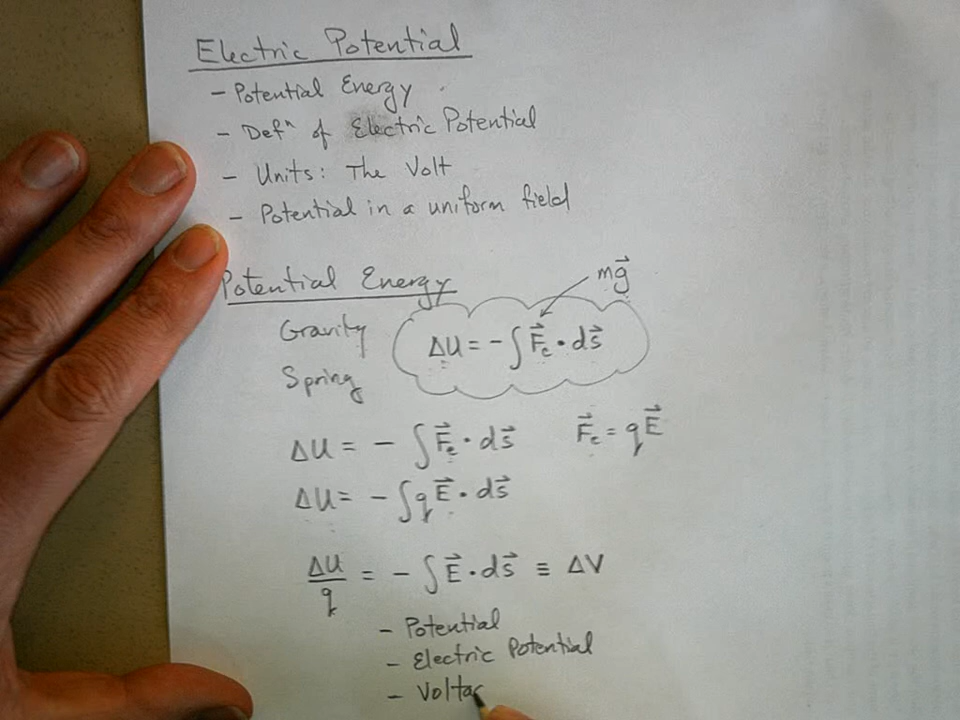 Electric Potential
- Potential Energy
- Defⁿ of Electric Potential
- Units: The Volt
- Potential in a uniform field
Potential Energy
mg⃗
Gravity
ΔU = - ∫ F⃗c • ds⃗
Spring
ΔU = - ∫ F⃗e • ds⃗ F⃗e = qE⃗
ΔU = - ∫ qE⃗ • ds⃗
ΔU/q = - ∫ E⃗ • ds⃗ ≡ ΔV
- Potential
- Electric Potential
- Voltag